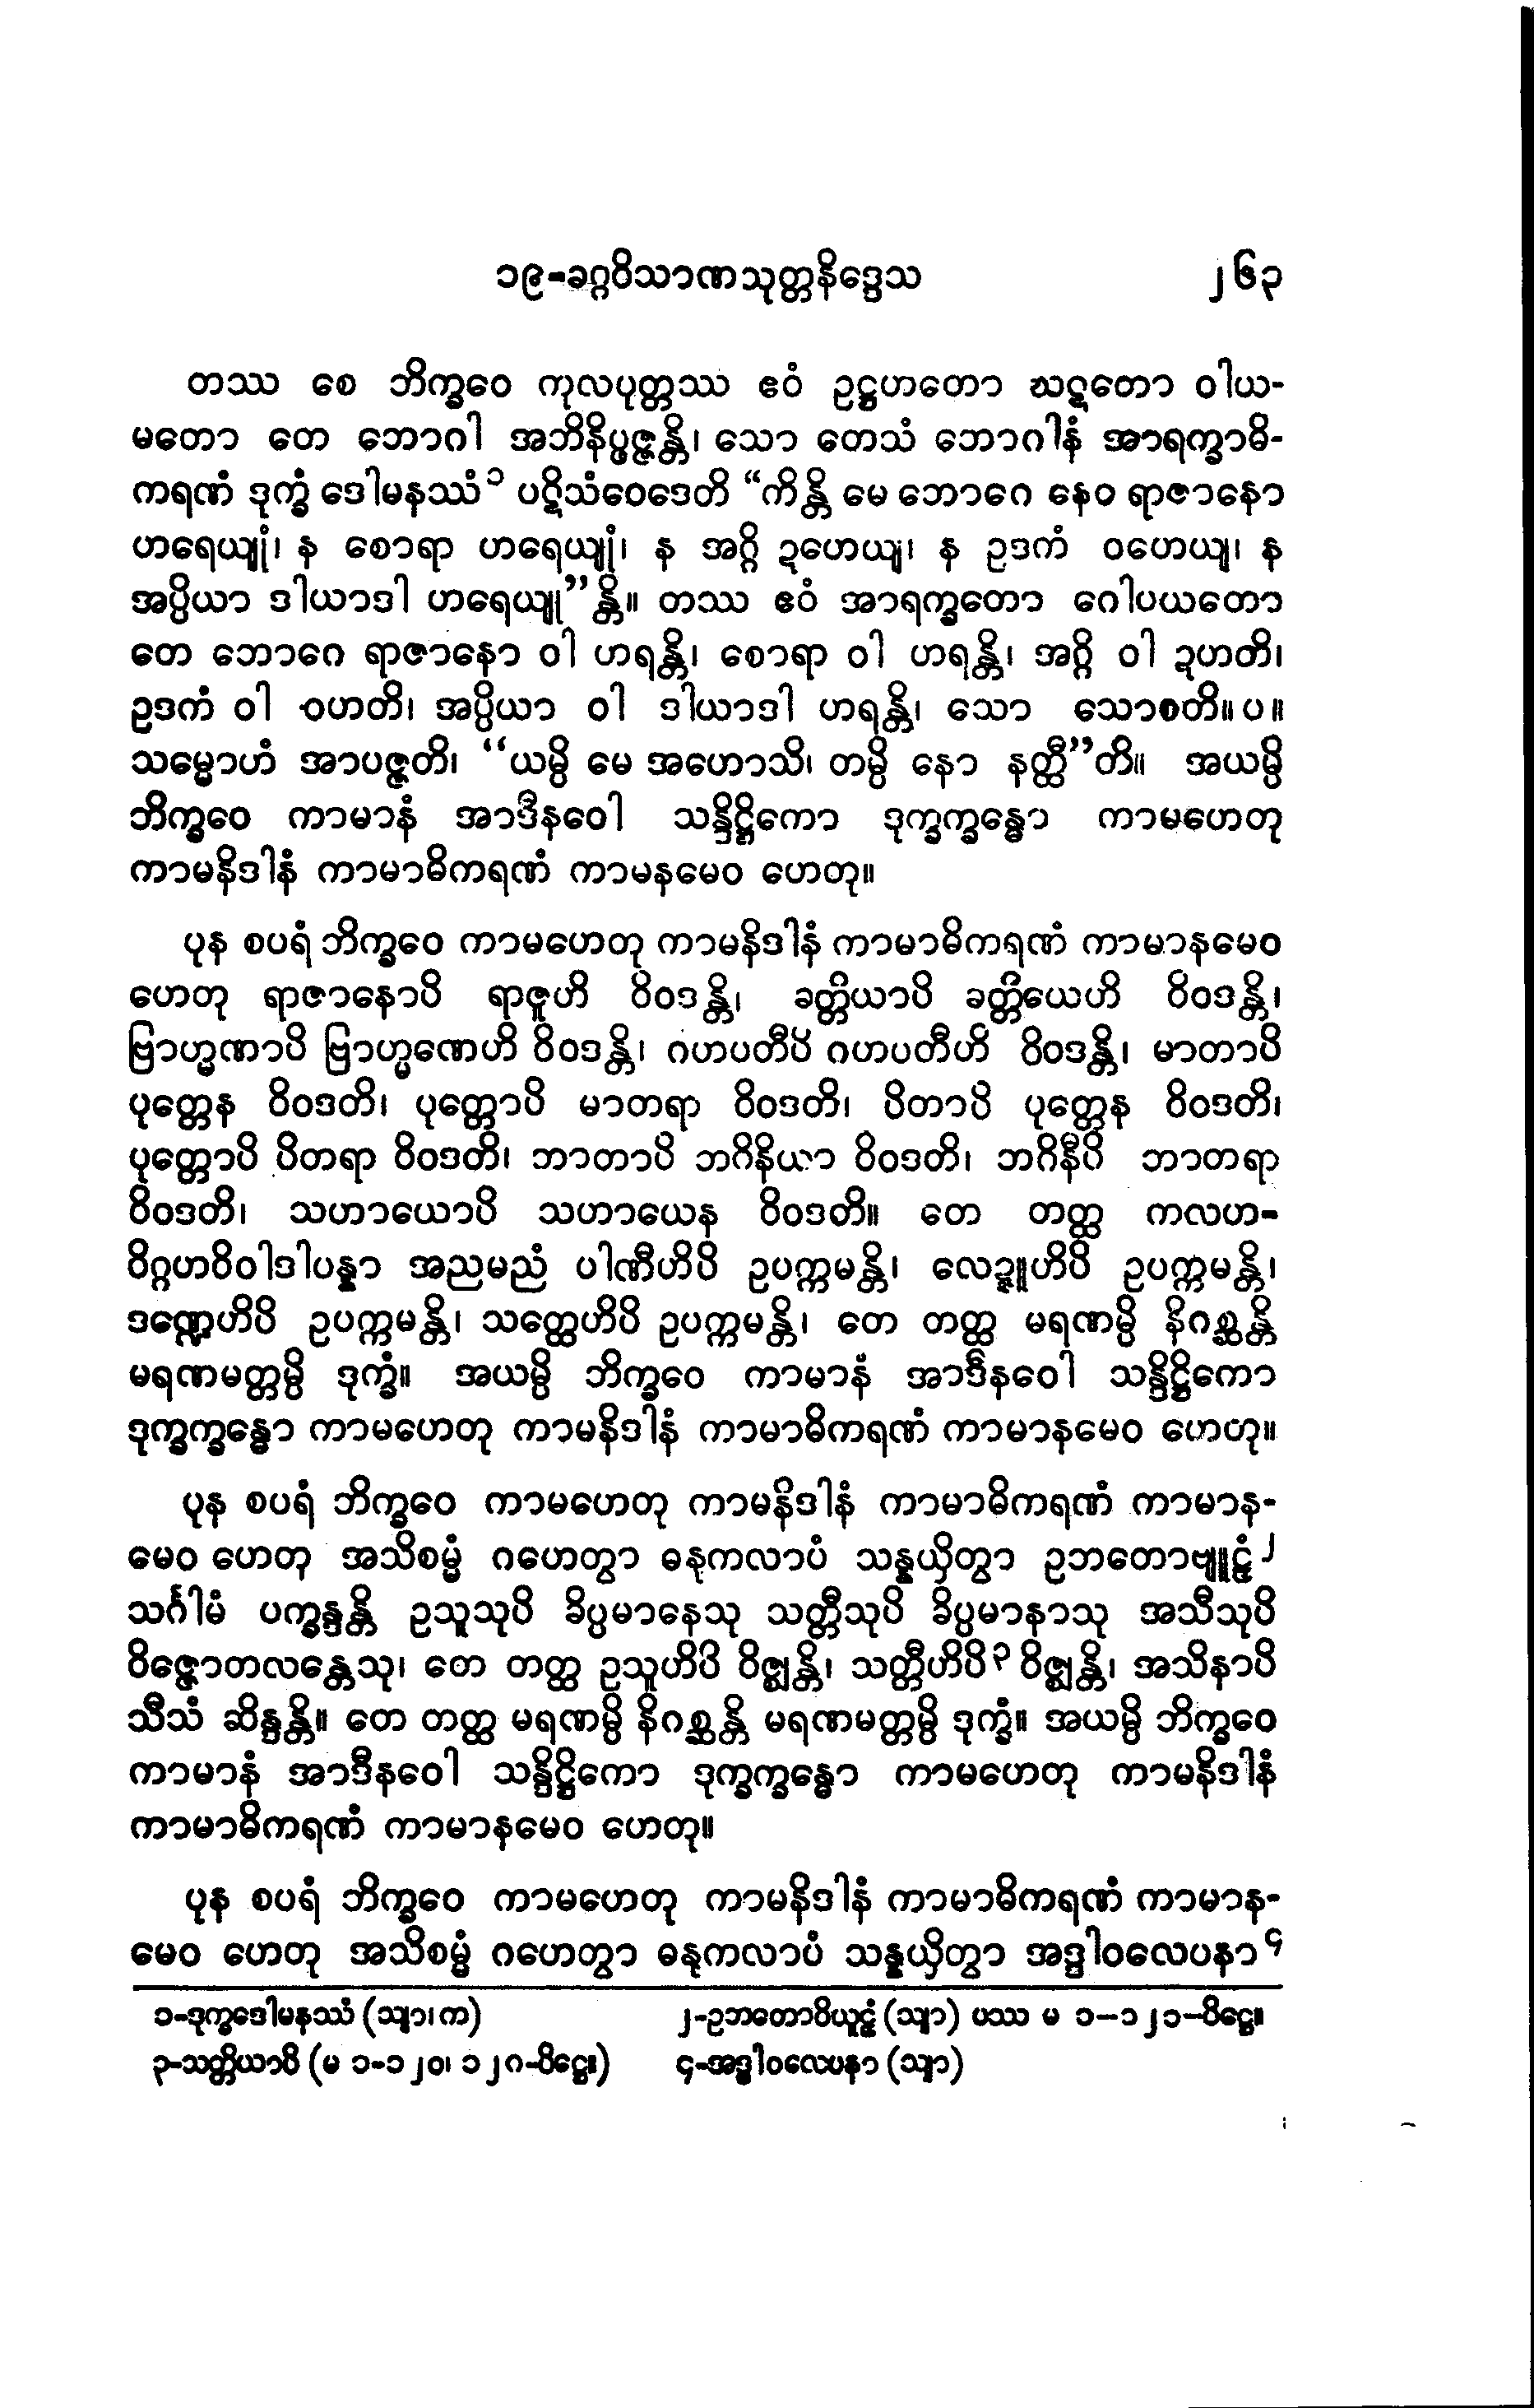 ၁၉-ခဂ္ဂဝိသာဏသုတ္တနိဒ္ဒေသ ၂၆၃
တဿ စေ ဘိက္ခဝေ ကုလပုတ္တဿ ဧဝံ ဥဋ္ဌဟတော ဃဋတော ဝါယ-
မတော တေ ဘောဂါ အဘိနိပ္ဖဇ္ဇန္တိ၊ သော တေသံ ဘောဂါနံ အာရက္ခာဓိ-
ကရဏံ ဒုက္ခံ ဒေါမနဿံ၁ ပဋိသံဝေဒေတိ “ကိန္တိ မေ ဘောဂေ နေဝ ရာဇာနော
ဟရေယျုံ၊ န စောရာ ဟရေယျုံ၊ န အဂ္ဂိ ဍဟေယျ၊ န ဥဒကံ ဝဟေယျ၊ န
အပ္ပိယာ ဒါယာဒါ ဟရေယျု”န္တိ။ တဿ ဧဝံ အာရက္ခတော ဂေါပယတော
တေ ဘောဂေ ရာဇာနော ဝါ ဟရန္တိ၊ စောရာ ဝါ ဟရန္တိ၊ အဂ္ဂိ ဝါ ဍဟတိ၊
ဥဒကံ ဝါ ဝဟတိ၊ အပ္ပိယာ ဝါ ဒါယာဒါ ဟရန္တိ၊ သော သောစတိ။ ပ ။
သမ္မောဟံ အာပဇ္ဇတိ၊ “ယမ္ပိ မေ အဟောသိ၊ တမ္ပိ နော နတ္ထီ”တိ။ အယမ္ပိ
ဘိက္ခဝေ ကာမာနံ အာဒီနဝေါ သန္ဒိဋ္ဌိကော ဒုက္ခက္ခန္ဓော ကာမဟေတု
ကာမနိဒါနံ ကာမာဓိကရဏံ ကာမနမေဝ ဟေတု။
ပုန စပရံ ဘိက္ခဝေ ကာမဟေတု ကာမနိဒါနံ ကာမာဓိကရဏံ ကာမာနမေဝ
ဟေတု ရာဇာနောပိ ရာဇူဟိ ဝိဝဒန္တိ၊ ခတ္တိယာပိ ခတ္တိယေဟိ ဝိဝဒန္တိ၊
ဗြာဟ္မဏာပိ ဗြာဟ္မဏေဟိ ဝိဝဒန္တိ၊ ဂဟပတီပိ ဂဟပတီဟိ ဝိဝဒန္တိ၊ မာတာပိ
ပုတ္တေန ဝိဝဒတိ၊ ပုတ္တောပိ မာတရာ ဝိဝဒတိ၊ ပိတာပိ ပုတ္တေန ဝိဝဒတိ၊
ပုတ္တောပိ ပိတရာ ဝိဝဒတိ၊ ဘာတာပိ ဘဂိနိယာ ဝိဝဒတိ၊ ဘဂိနီပိ ဘာတရာ
ဝိဝဒတိ၊ သဟာယောပိ သဟာယေန ဝိဝဒတိ။ တေ တတ္ထ ကလဟ-
ဝိဂ္ဂဟဝိဝါဒါပန္နာ အညမညံ ပါဏီဟိပိ ဥပက္ကမန္တိ၊ လေဍ္ဍူဟိပိ ဥပက္ကမန္တိ၊
ဒဏ္ဍေဟိပိ ဥပက္ကမန္တိ၊ သတ္ထေဟိပိ ဥပက္ကမန္တိ၊ တေ တတ္ထ မရဏမ္ပိ နိဂစ္ဆန္တိ
မရဏမတ္တမ္ပိ ဒုက္ခံ။ အယမ္ပိ ဘိက္ခဝေ ကာမာနံ အာဒီနဝေါ သန္ဒိဋ္ဌိကော
ဒုက္ခက္ခန္ဓော ကာမဟေတု ကာမနိဒါနံ ကာမာဓိကရဏံ ကာမာနမေဝ ဟေတု။
ပုန စပရံ ဘိက္ခဝေ ကာမဟေတု ကာမနိဒါနံ ကာမာဓိကရဏံ ကာမာန-
မေဝ ဟေတု အသိစမ္မံ ဂဟေတွာ ဓနုကလာပံ သန္နယှိတွာ ဥဘတောဗျူဠှံ၂
သင်္ဂါမံ ပက္ခန္ဒန္တိ ဥသူသုပိ ခိပ္ပမာနေသု သတ္တီသုပိ ခိပ္ပမာနာသု အသီသုပိ
ဝိဇ္ဇောတလန္တေသု၊ တေ တတ္ထ ဥသူဟိပိ ဝိဇ္ဈန္တိ၊ သတ္တီဟိပိ၃ ဝိဇ္ဈန္တိ၊ အသိနာပိ
သီသံ ဆိန္ဒန္တိ။ တေ တတ္ထ မရဏမ္ပိ နိဂစ္ဆန္တိ မရဏမတ္တမ္ပိ ဒုက္ခံ။ အယမ္ပိ ဘိက္ခဝေ
ကာမာနံ အာဒီနဝေါ သန္ဒိဋ္ဌိကော ဒုက္ခက္ခန္ဓော ကာမဟေတု ကာမနိဒါနံ
ကာမာဓိကရဏံ ကာမာနမေဝ ဟေတု။
ပုန စပရံ ဘိက္ခဝေ ကာမဟေတု ကာမနိဒါနံ ကာမာဓိကရဏံ ကာမာန-
မေဝ ဟေတု အသိစမ္မံ ဂဟေတွာ ဓနုကလာပံ သန္နယှိတွာ အဒ္ဒါဝလေပနာ၄
၁-ဒုက္ခဒေါမနဿံ (သျာ၊ က) ၂-ဥဘတောဝိယူဠှံ (သျာ) ပဿ မ ၁–၁၂၁–ပိဋ္ဌေ။
၃-သတ္တိယာပိ (မ ၁-၁၂၀၊ ၁၂၁-ပိဋ္ဌေ။) ၄-အဒ္ဓါဝလေပနာ (သျာ)